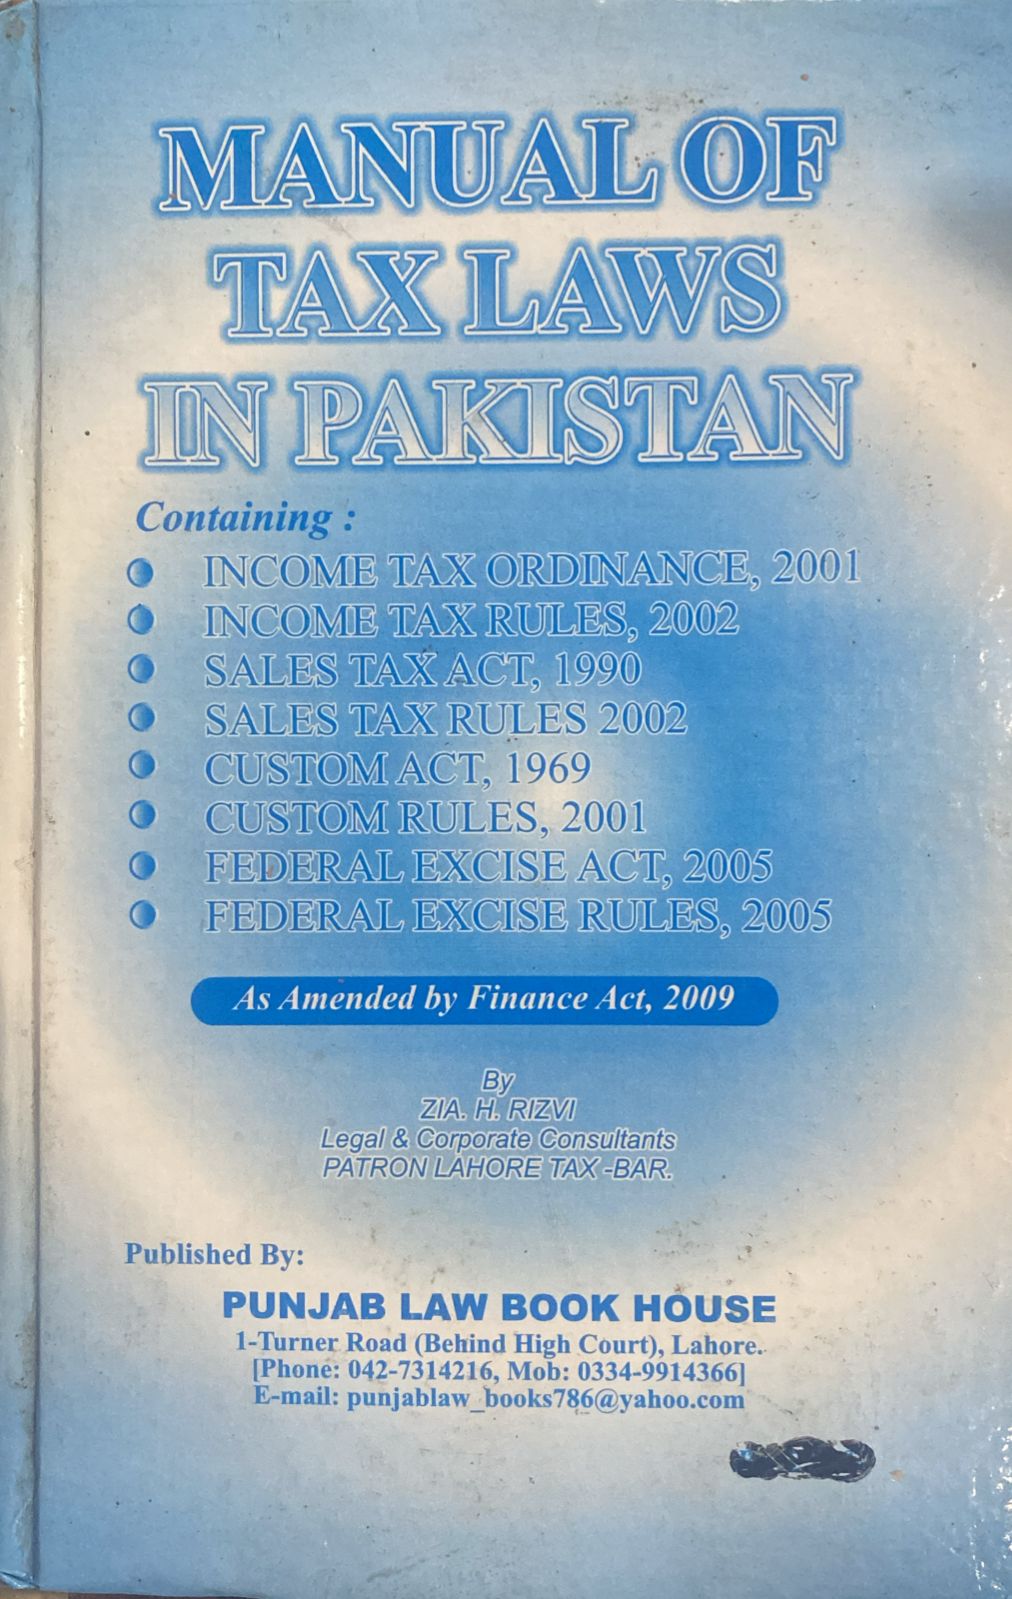 MANUAL OF
TAX LAWS
IN PAKISTAN
Containing :
INCOME TAX ORDINANCE, 2001
INCOME TAX RULES, 2002
SALES TAX ACT, 1990
SALES TAX RULES 2002
CUSTOM ACT, 1969
CUSTOM RULES, 2001
FEDERAL EXCISE ACT, 2005
FEDERAL EXCISE RULES, 2005
As Amended by Finance Act, 2009
By
ZIA. H. RIZVI
Legal & Corporate Consultants
PATRON LAHORE TAX -BAR.
Published By:
PUNJAB LAW BOOK HOUSE
1-Turner Road (Behind High Court), Lahore.
[Phone: 042-7314216, Mob: 0334-9914366]
E-mail: punjablaw_books786@yahoo.com